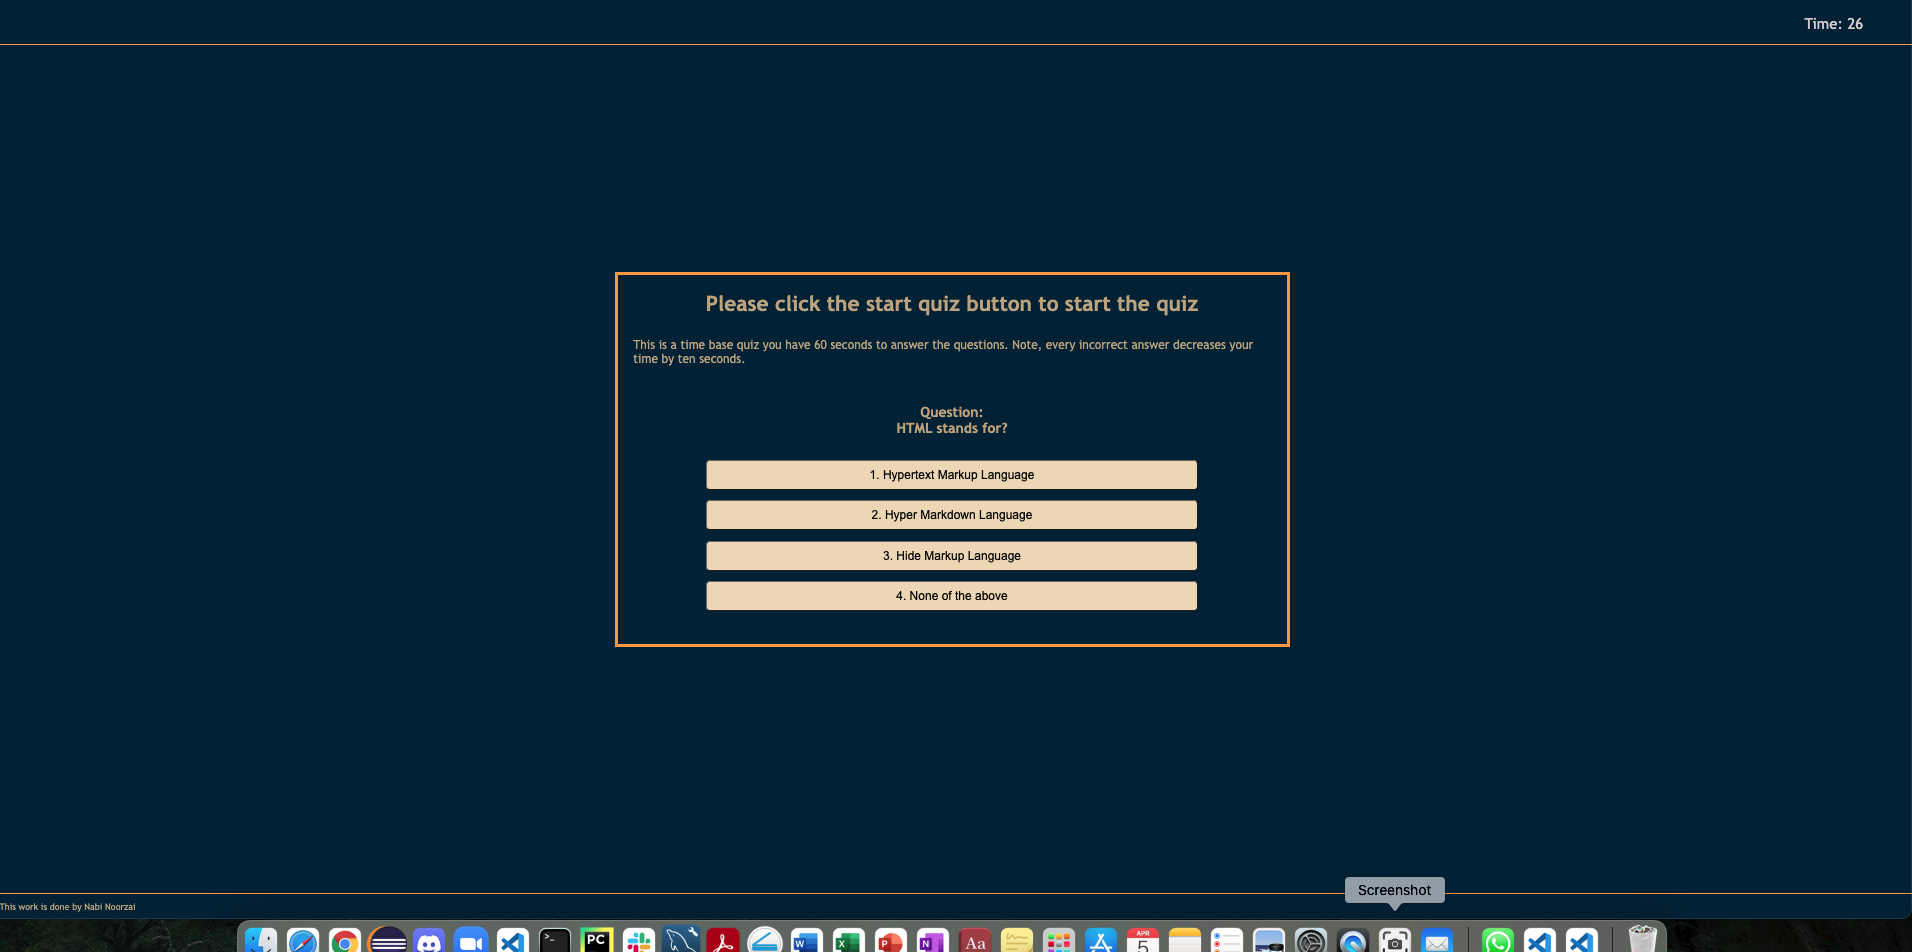 Time: 26
Please click the start quiz button to start the quiz
This is a time base quiz you have 60 seconds to answer the questions. Note, every incorrect answer decreases your
time by ten seconds.
Question:
HTML stands for?
1. Hypertext Markup Language
2. Hyper Markdown Language
3. Hide Markup Language
4. None of the above
Screenshot
This work is done by Nabi Noorzai
>_
PC
W
X
P
N
Aa
APR
5